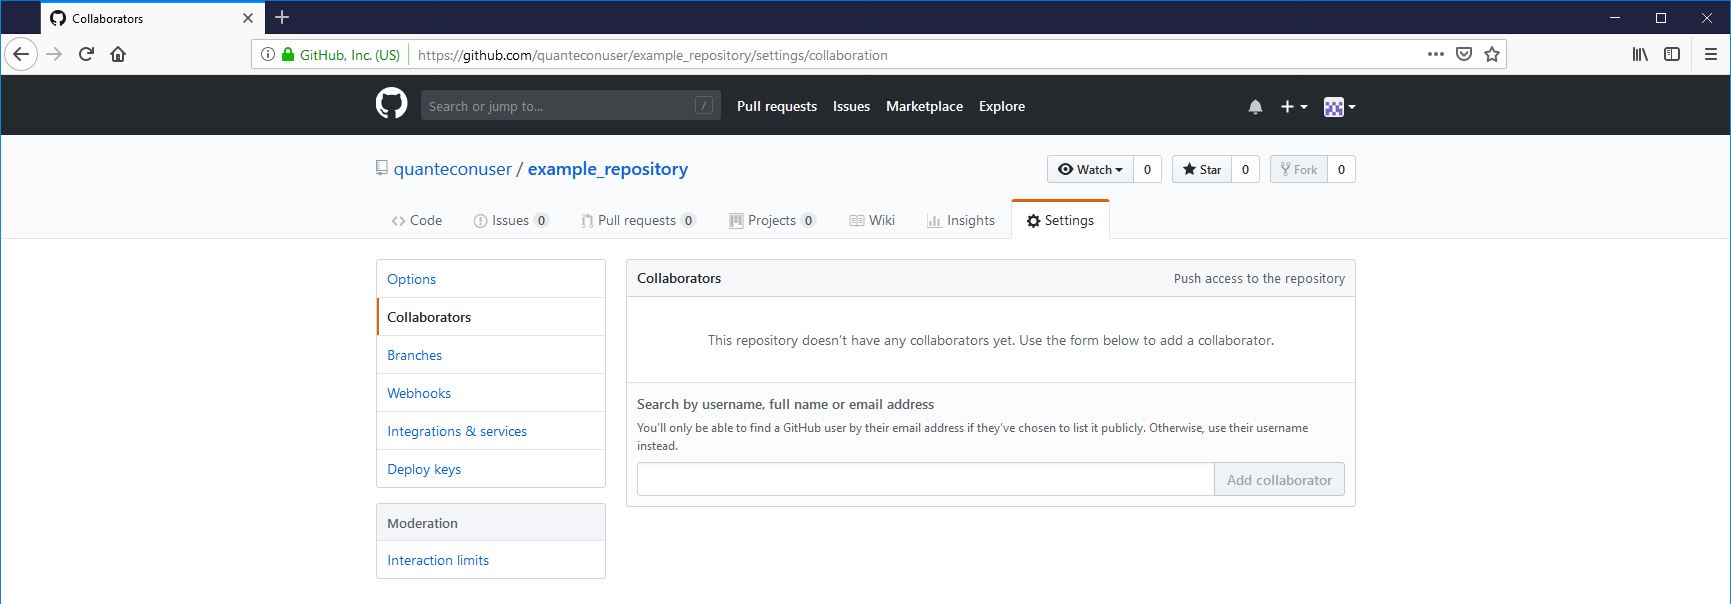 Collaborators
GitHub, Inc. (US) https://github.com/quanteconuser/example_repository/settings/collaboration
Search or jump to... / Pull requests Issues Marketplace Explore
quanteconuser / example_repository Watch 0 Star 0 Fork 0
Code Issues 0 Pull requests 0 Projects 0 Wiki Insights Settings
Options
Collaborators
Branches
Webhooks
Integrations & services
Deploy keys
Moderation
Interaction limits
Collaborators Push access to the repository
This repository doesn't have any collaborators yet. Use the form below to add a collaborator.
Search by username, full name or email address
You'll only be able to find a GitHub user by their email address if they've chosen to list it publicly. Otherwise, use their username
instead.
Add collaborator